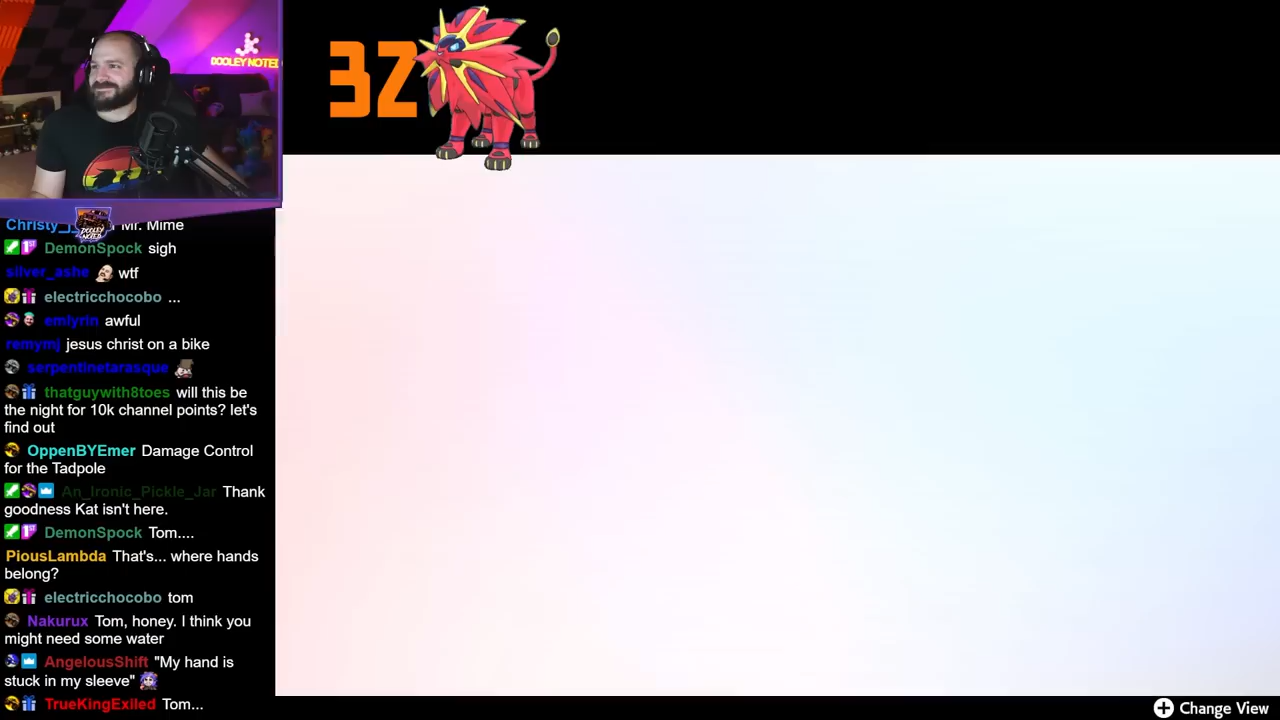 32
DOOLEY NOTED
DOOLEY NOTED
Mr. Mime
DemonSpock sigh
silver_ashe wtf
electricchocobo ...
emlyrin awful
remymj jesus christ on a bike
serpentinetarasque
thatguywith8toes will this be
the night for 10k channel points? let's
find out
OppenBYEmer Damage Control
for the Tadpole
An_Ironic_Pickle_Jar Thank
goodness Kat isn't here.
DemonSpock Tom....
PiousLambda That's... where hands
belong?
electricchocobo tom
Nakurux Tom, honey. I think you
might need some water
AngelousShift "My hand is
stuck in my sleeve"
TrueKingExiled Tom...
Change View